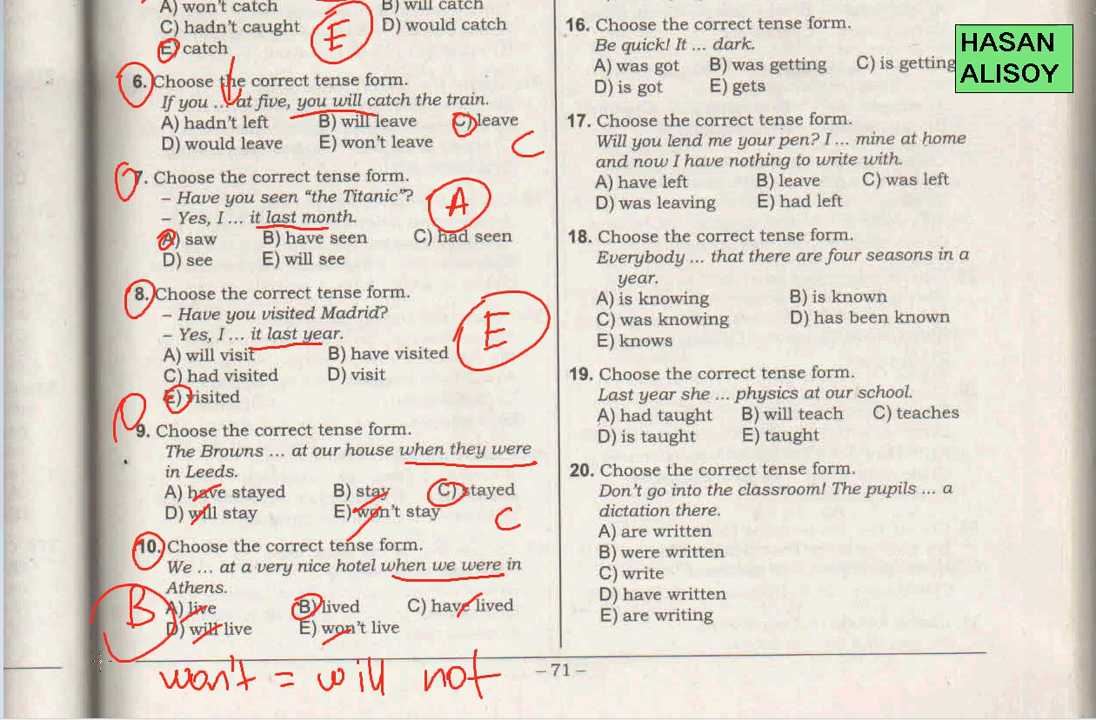 A) won't catch B) will catch
C) hadn't caught D) would catch
E) catch
E
6. Choose the correct tense form.
If you ... at five, you will catch the train.
A) hadn't left B) will leave C) leave
D) would leave E) won't leave
C
7. Choose the correct tense form.
– Have you seen "the Titanic"?
– Yes, I ... it last month.
A) saw B) have seen C) had seen
D) see E) will see
A
8. Choose the correct tense form.
– Have you visited Madrid?
– Yes, I ... it last year.
A) will visit B) have visited
C) had visited D) visit
E) visited
E
9. Choose the correct tense form.
The Browns ... at our house when they were
in Leeds.
A) have stayed B) stay C) stayed
D) will stay E) won't stay
C
10. Choose the correct tense form.
We ... at a very nice hotel when we were in
Athens.
A) live B) lived C) have lived
D) will live E) won't live
B
won't = will not
– 71 –
16. Choose the correct tense form.
Be quick! It ... dark.
A) was got B) was getting C) is getting
D) is got E) gets
17. Choose the correct tense form.
Will you lend me your pen? I ... mine at home
and now I have nothing to write with.
A) have left B) leave C) was left
D) was leaving E) had left
18. Choose the correct tense form.
Everybody ... that there are four seasons in a
year.
A) is knowing B) is known
C) was knowing D) has been known
E) knows
19. Choose the correct tense form.
Last year she ... physics at our school.
A) had taught B) will teach C) teaches
D) is taught E) taught
20. Choose the correct tense form.
Don't go into the classroom! The pupils ... a
dictation there.
A) are written
B) were written
C) write
D) have written
E) are writing
HASAN
ALISOY